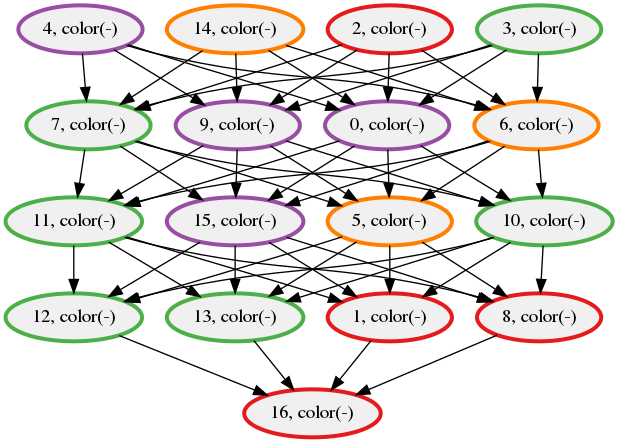 4, color(-)
14, color(-)
2, color(-)
3, color(-)
7, color(-)
9, color(-)
0, color(-)
6, color(-)
11, color(-)
15, color(-)
5, color(-)
10, color(-)
12, color(-)
13, color(-)
1, color(-)
8, color(-)
16, color(-)